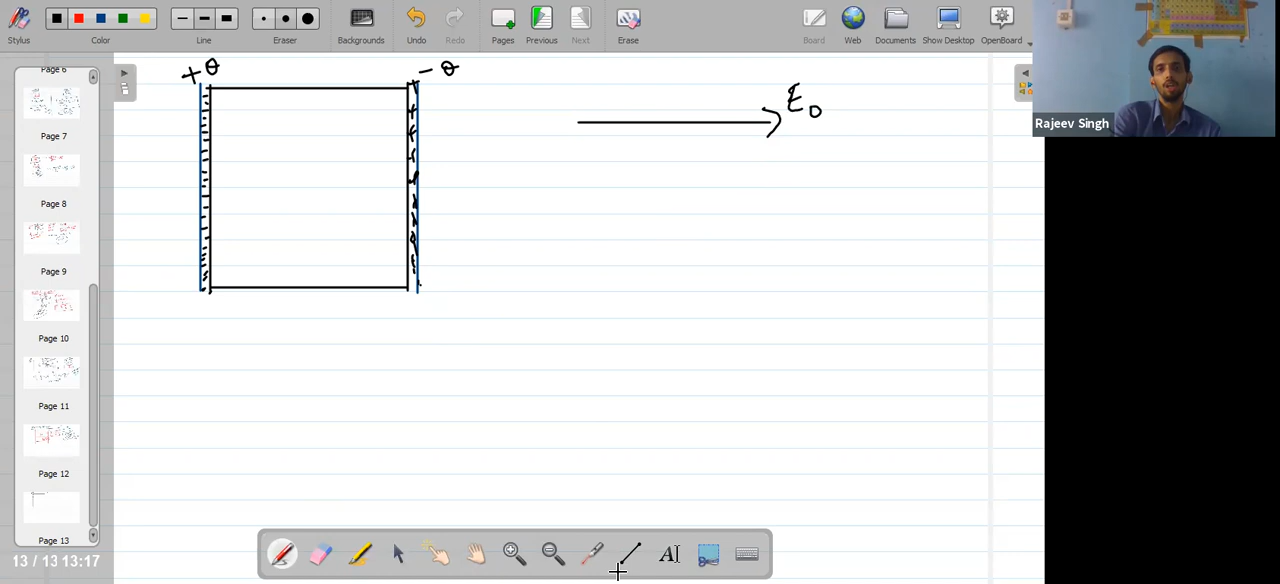 Stylus
Color
Line
Eraser
Backgrounds
Undo
Redo
Pages
Previous
Next
Erase
Board
Web
Documents
Show Desktop
OpenBoard
Rajeev Singh
Page 6
Page 7
Page 8
Page 9
Page 10
Page 11
Page 12
Page 13
13 / 13 13:17
+ Q
- Q
E0
A